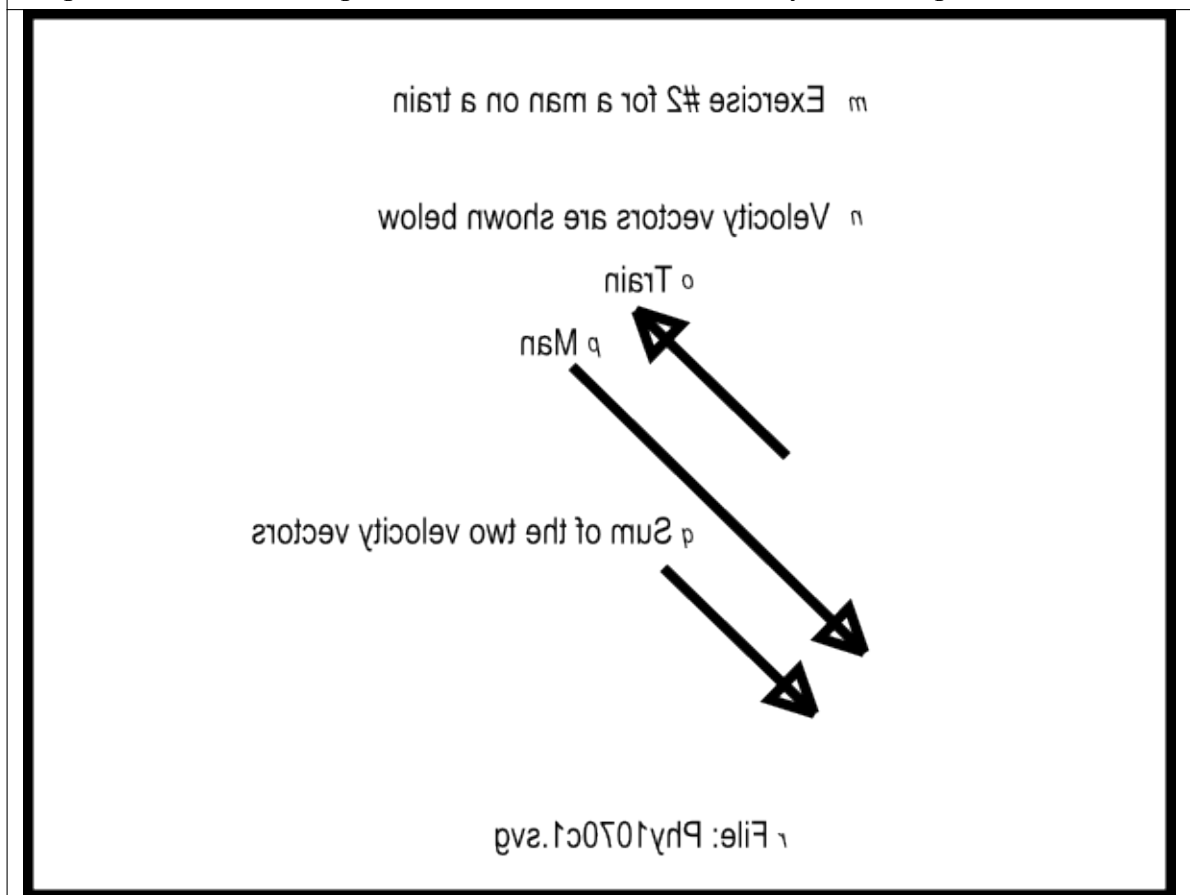 m Exercise #2 for a man on a train
n Velocity vectors are shown below
o Train
p Man
q Sum of the two velocity vectors
r File: Phy1070c1.svg